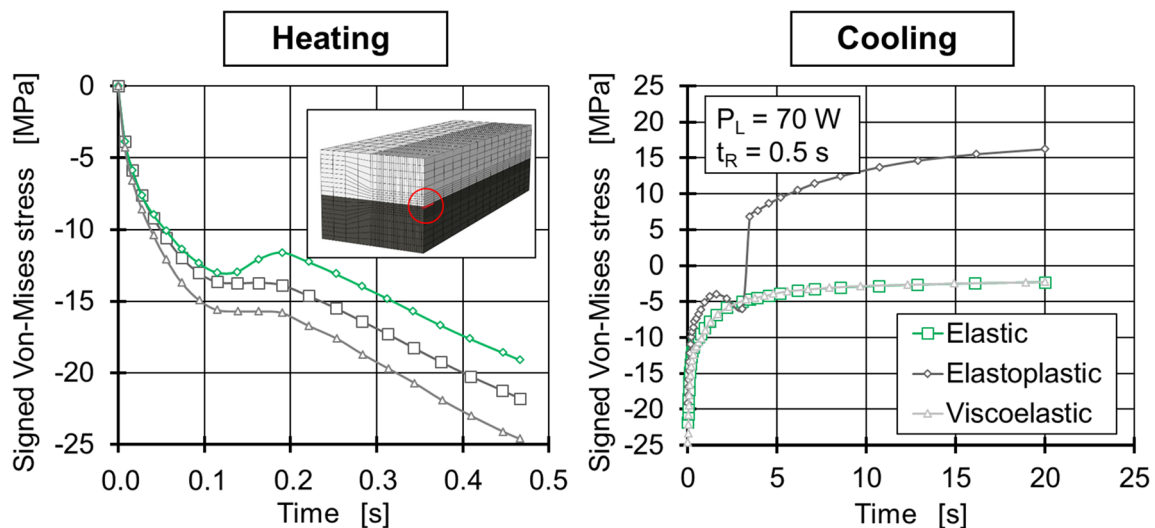 Heating
Signed Von-Mises stress [MPa]
0
-5
-10
-15
-20
-25
0.0 0.1 0.2 0.3 0.4 0.5
Time [s]
Cooling
Signed Von-Mises stress [MPa]
25
20
15
10
5
0
-5
-10
-15
-20
-25
P_L = 70 W
t_R = 0.5 s
Elastic
Elastoplastic
Viscoelastic
0 5 10 15 20 25
Time [s]